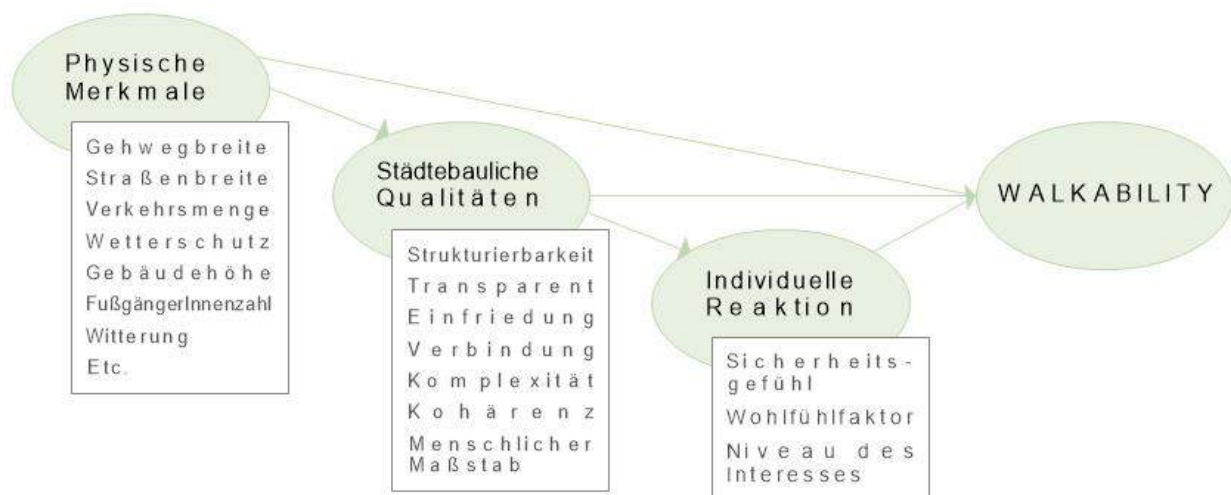 Physische
Merkmale
Gehwegbreite
Straßenbreite
Verkehrsmenge
Wetterschutz
Gebäudehöhe
FußgängerInnenzahl
Witterung
Etc.
Städtebauliche
Qualitäten
Strukturierbarkeit
Transparent
Einfriedung
Verbindung
Komplexität
Kohärenz
Menschlicher
Maßstab
Individuelle
Reaktion
Sicherheits-
gefühl
Wohlfühlfaktor
Niveau des
Interesses
WALKABILITY